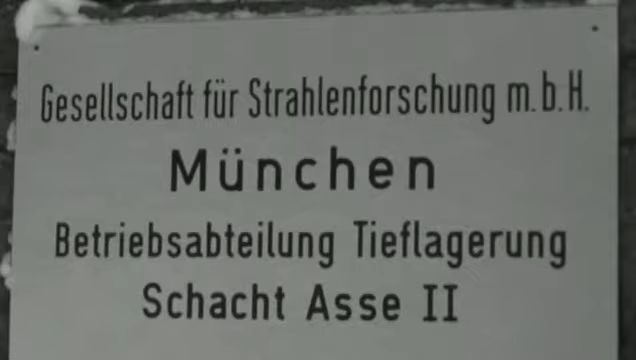 Gesellschaft für Strahlenforschung m.b.H.
München
Betriebsabteilung Tieflagerung
Schacht Asse II